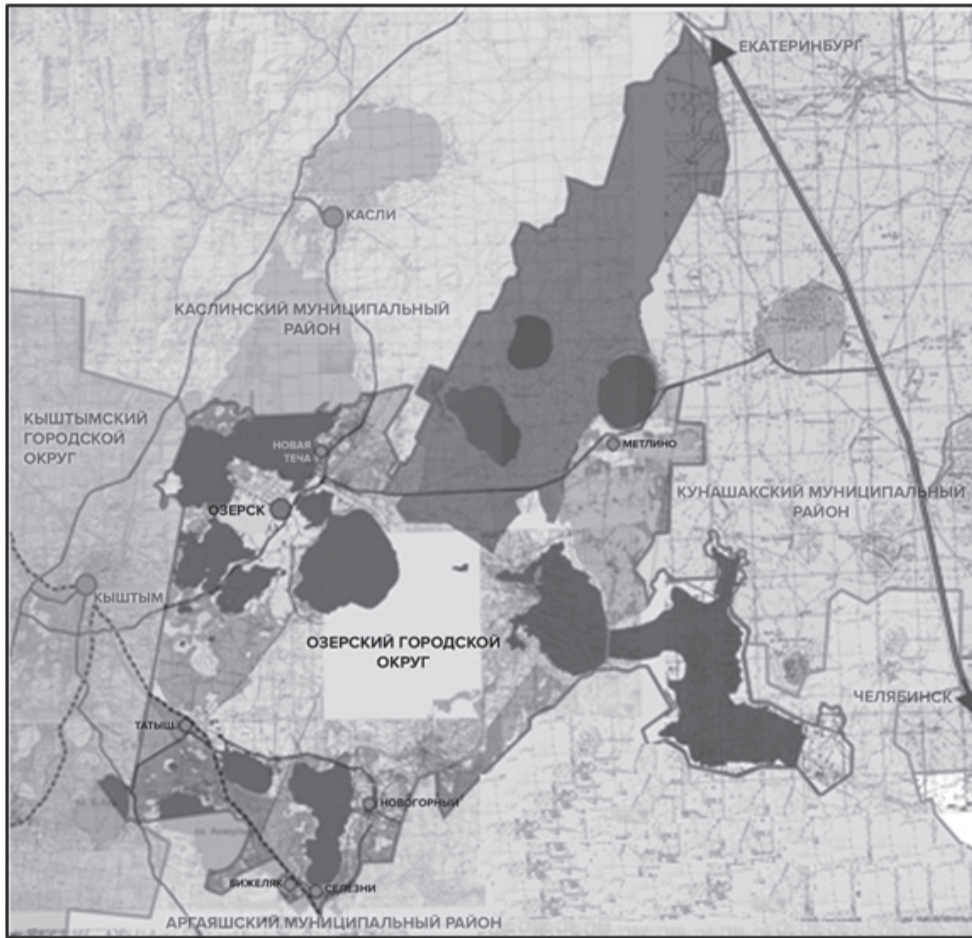 ЕКАТЕРИНБУРГ
КАСЛИ
КАСЛИНСКИЙ МУНИЦИПАЛЬНЫЙ
РАЙОН
КЫШТЫМСКИЙ
ГОРОДСКОЙ
ОКРУГ
НОВАЯ
ТЕЧА
МЕТЛИНО
ОЗЕРСК
КУНАШАКСКИЙ МУНИЦИПАЛЬНЫЙ
РАЙОН
КЫШТЫМ
ОЗЕРСКИЙ ГОРОДСКОЙ
ОКРУГ
ЧЕЛЯБИНСК
ТАТЫШ
НОВОГОРНЫЙ
БИЖЕЛЯК
СЕЛЕЗНИ
АРГАЯШСКИЙ МУНИЦИПАЛЬНЫЙ РАЙОН